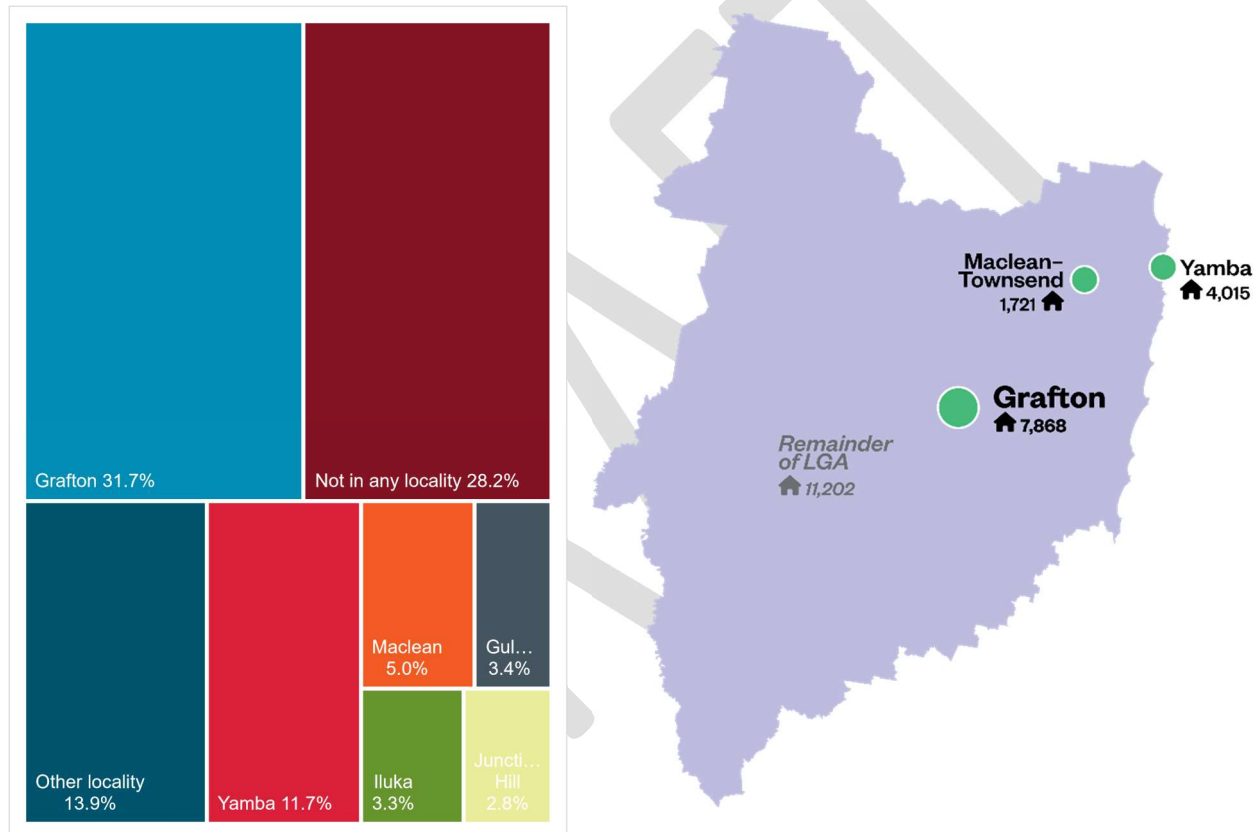 Grafton 31.7%
Not in any locality 28.2%
Other locality
13.9%
Yamba 11.7%
Maclean
5.0%
Gul…
3.4%
Iluka
3.3%
Juncti…
Hill
2.8%
Maclean–
Townsend
1,721
Yamba
4,015
Grafton
7,868
Remainder
of LGA
11,202